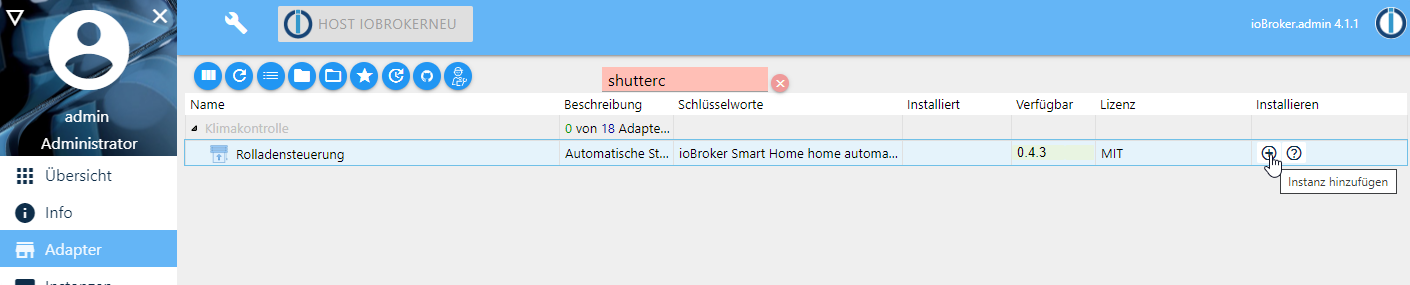 HOST IOBROKERNEU
ioBroker.admin 4.1.1
admin
Administrator
Übersicht
Info
Adapter
shutterc
Name Beschreibung Schlüsselworte Installiert Verfügbar Lizenz Installieren
Klimakontrolle 0 von 18 Adapte...
Rolladensteuerung Automatische St... ioBroker Smart Home home automa... 0.4.3 MIT
Instanz hinzufügen